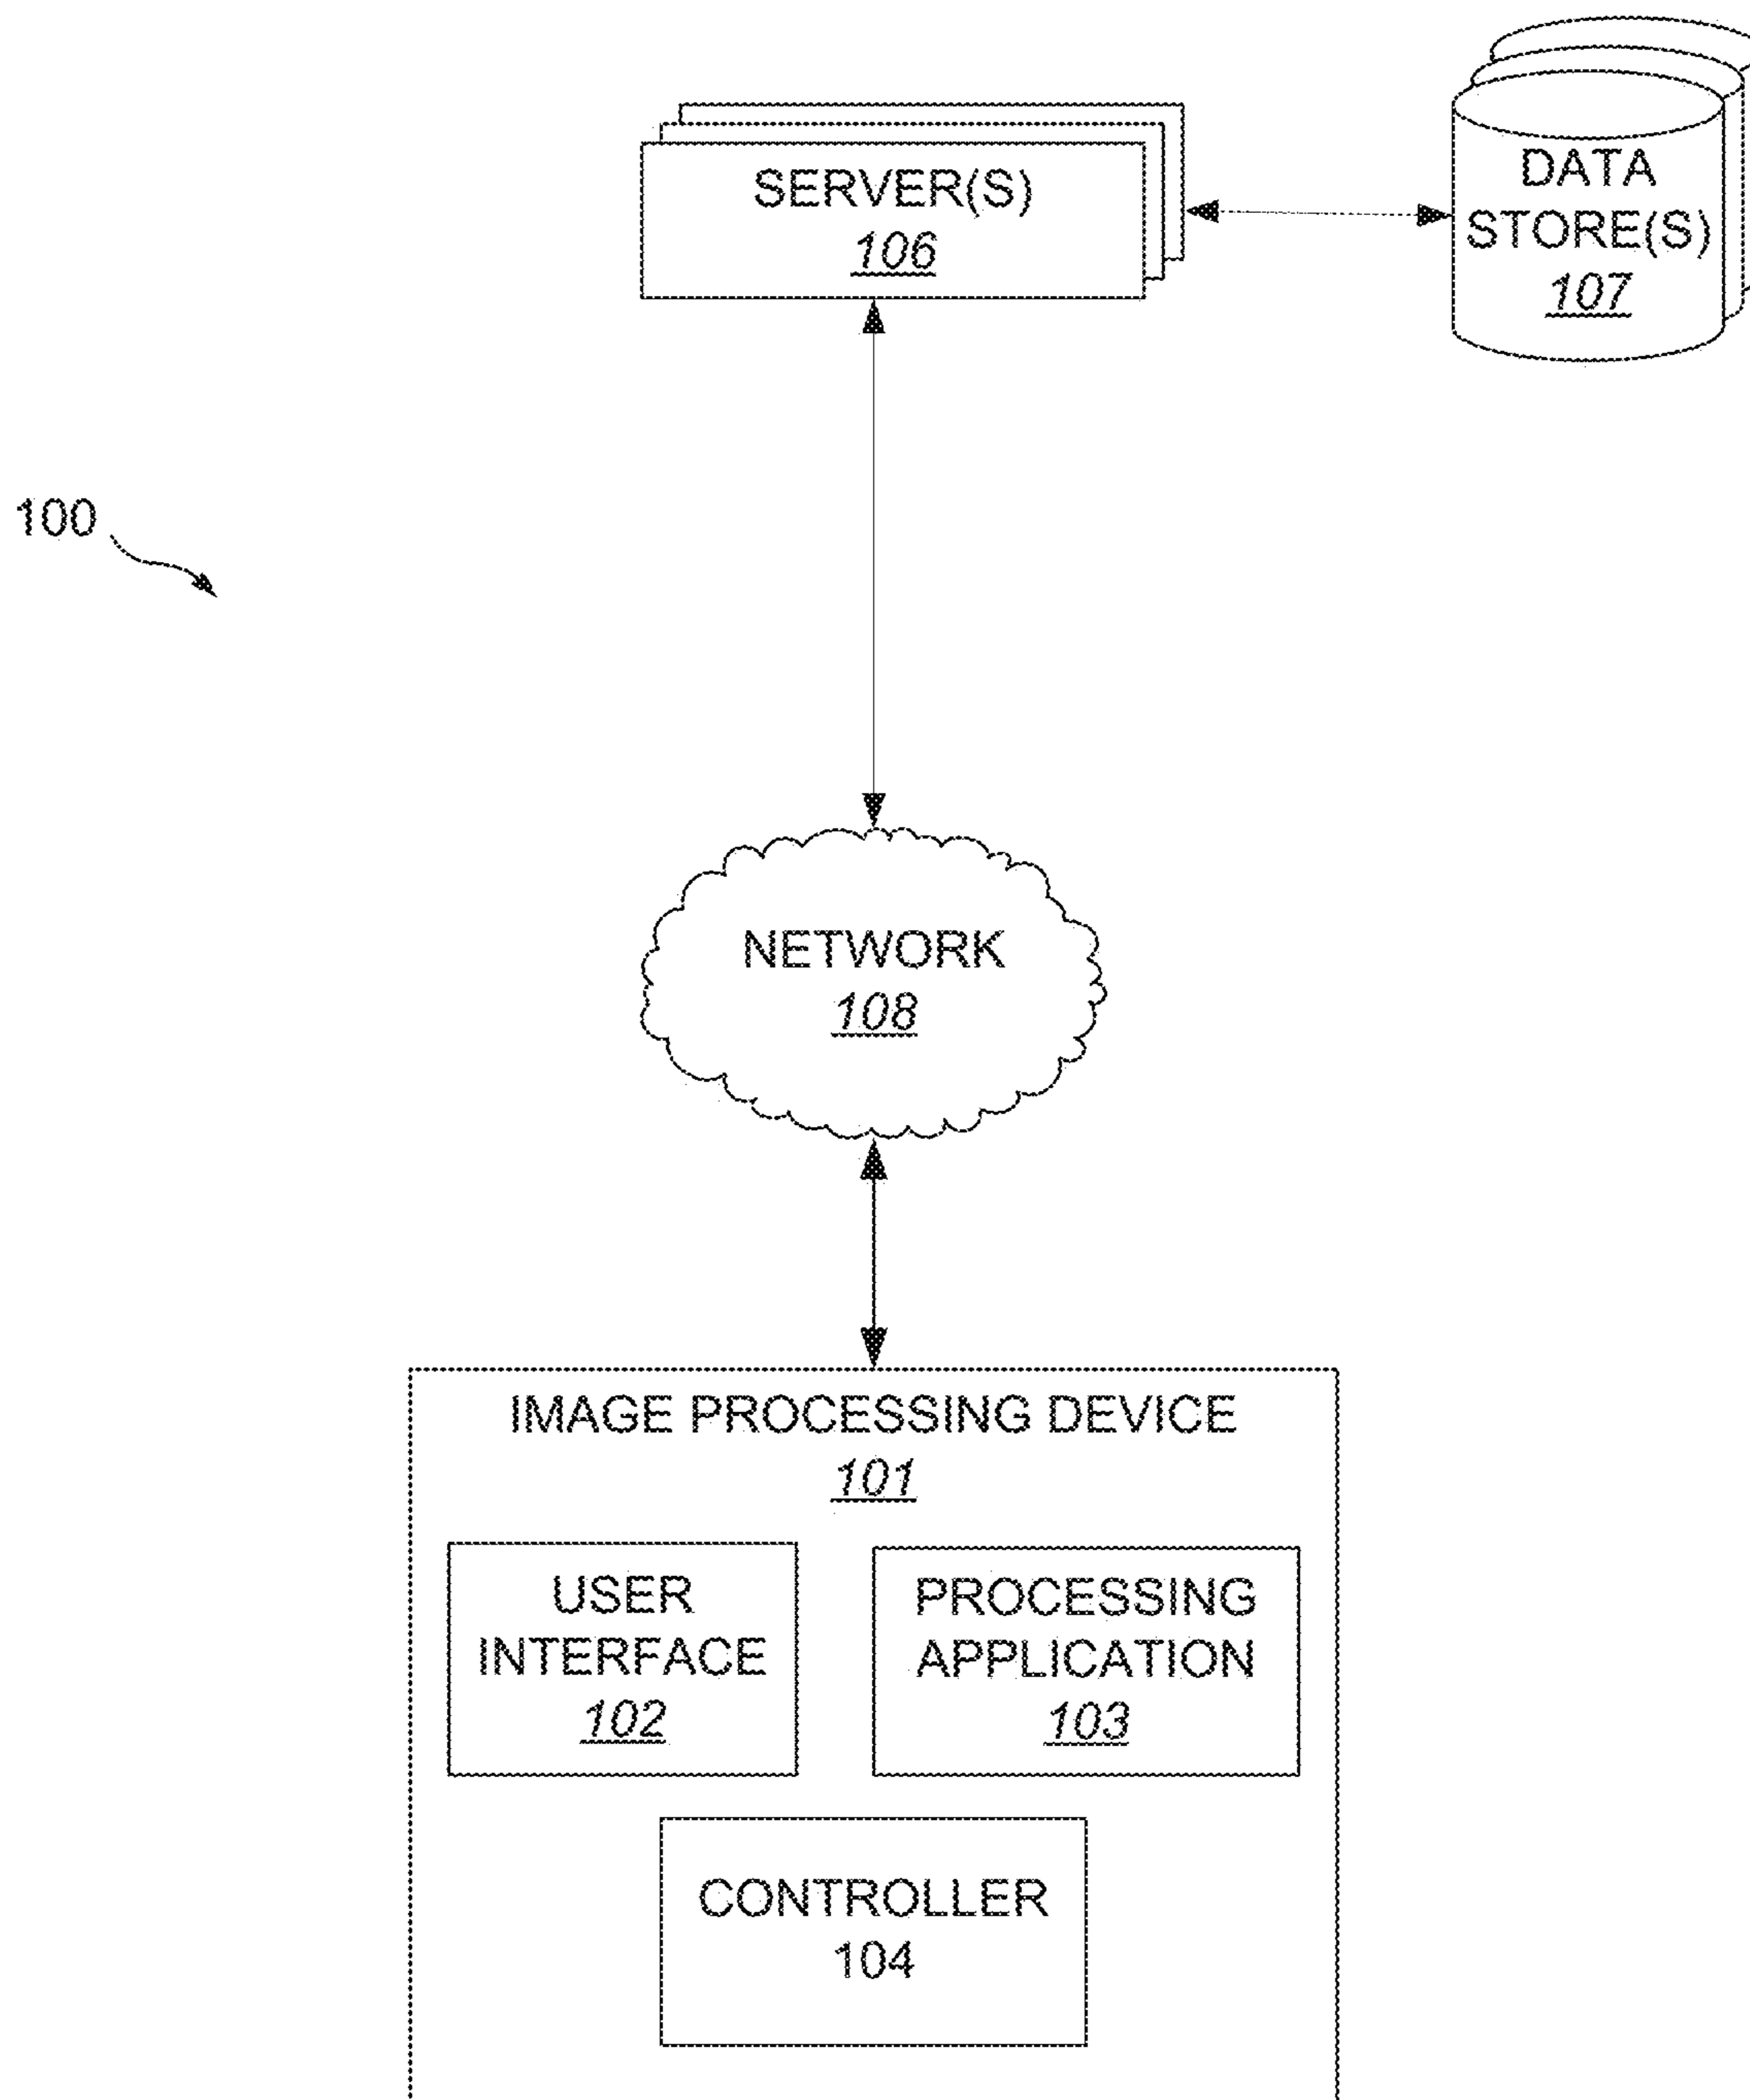 SERVER(S)
106
DATA
STORE(S)
107
100
NETWORK
108
IMAGE PROCESSING DEVICE
101
USER
INTERFACE
102
PROCESSING
APPLICATION
103
CONTROLLER
104